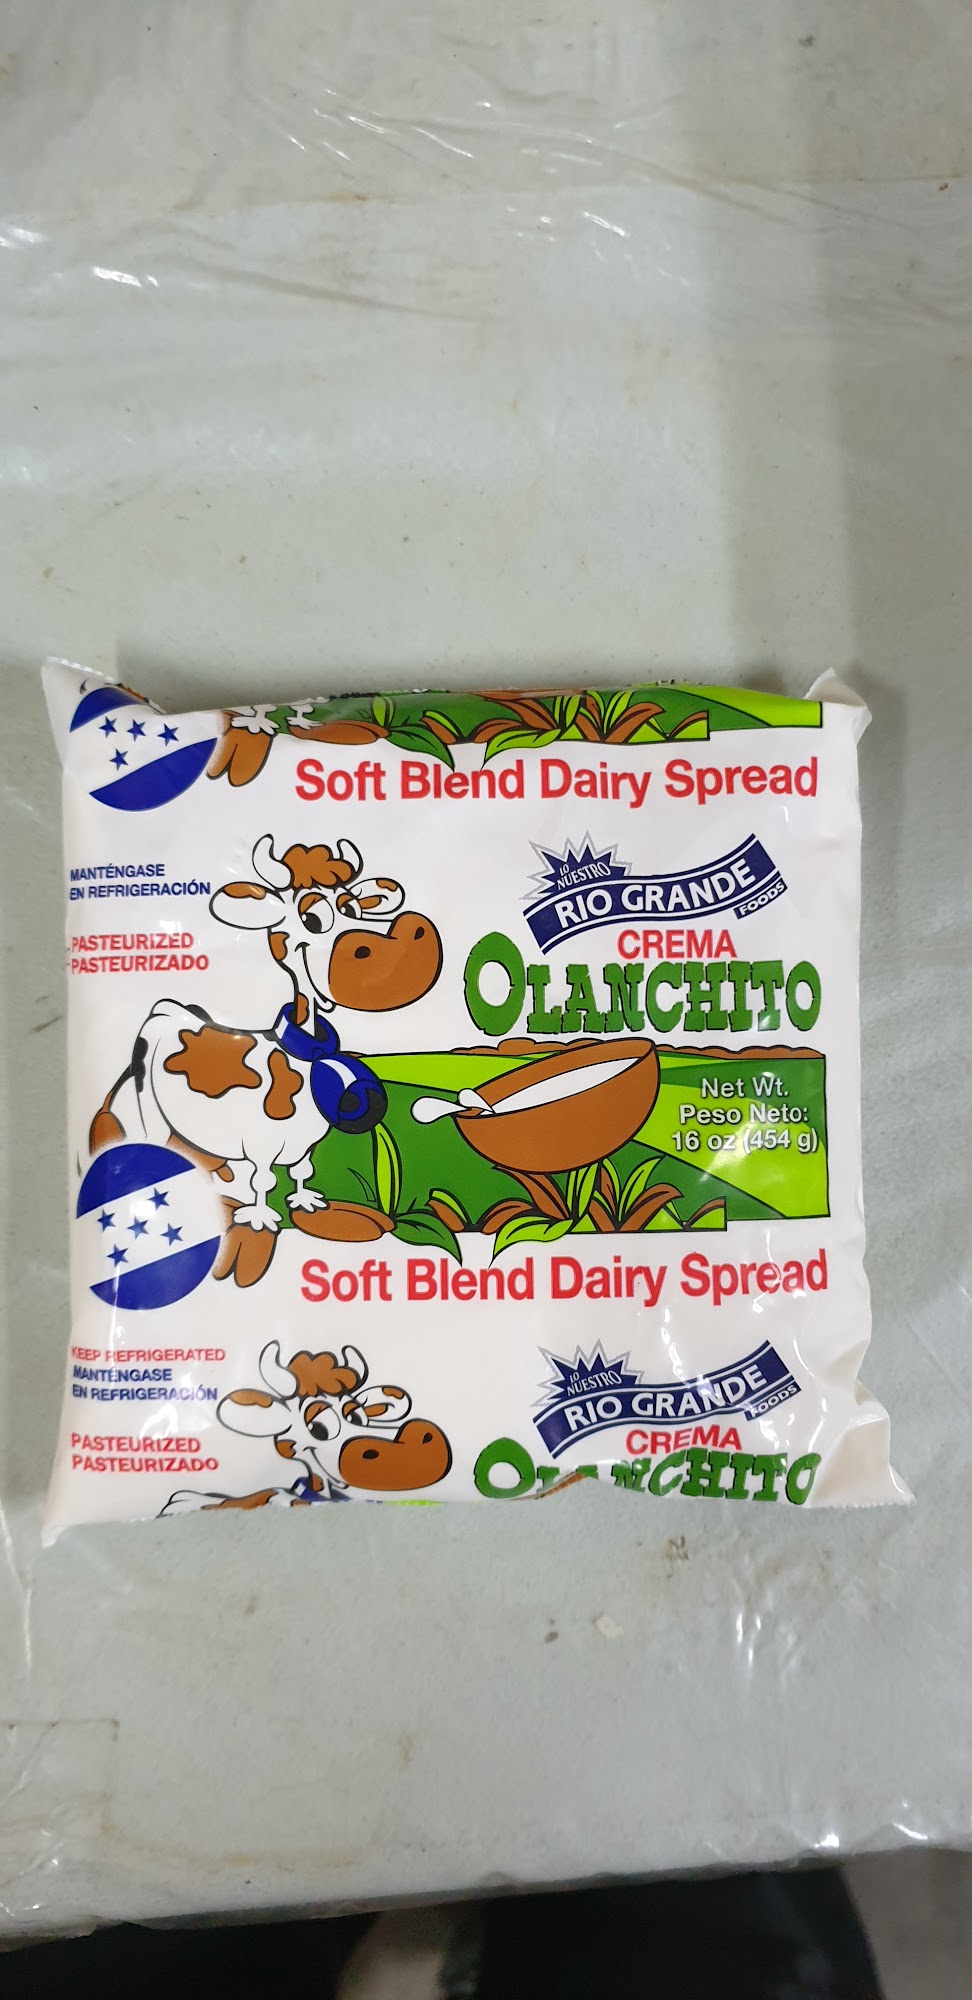 Soft Blend Dairy Spread
MANTÉNGASE
EN REFRIGERACIÓN
PASTEURIZED
PASTEURIZADO
LO
NUESTRO
RIO GRANDE
FOODS
CREMA
OLANCHITO
Net Wt.
Peso Neto:
16 oz (454 g)
Soft Blend Dairy Spread
KEEP REFRIGERATED
MANTÉNGASE
EN REFRIGERACIÓN
PASTEURIZED
PASTEURIZADO
LO
NUESTRO
RIO GRANDE
FOODS
CREMA
OLANCHITO